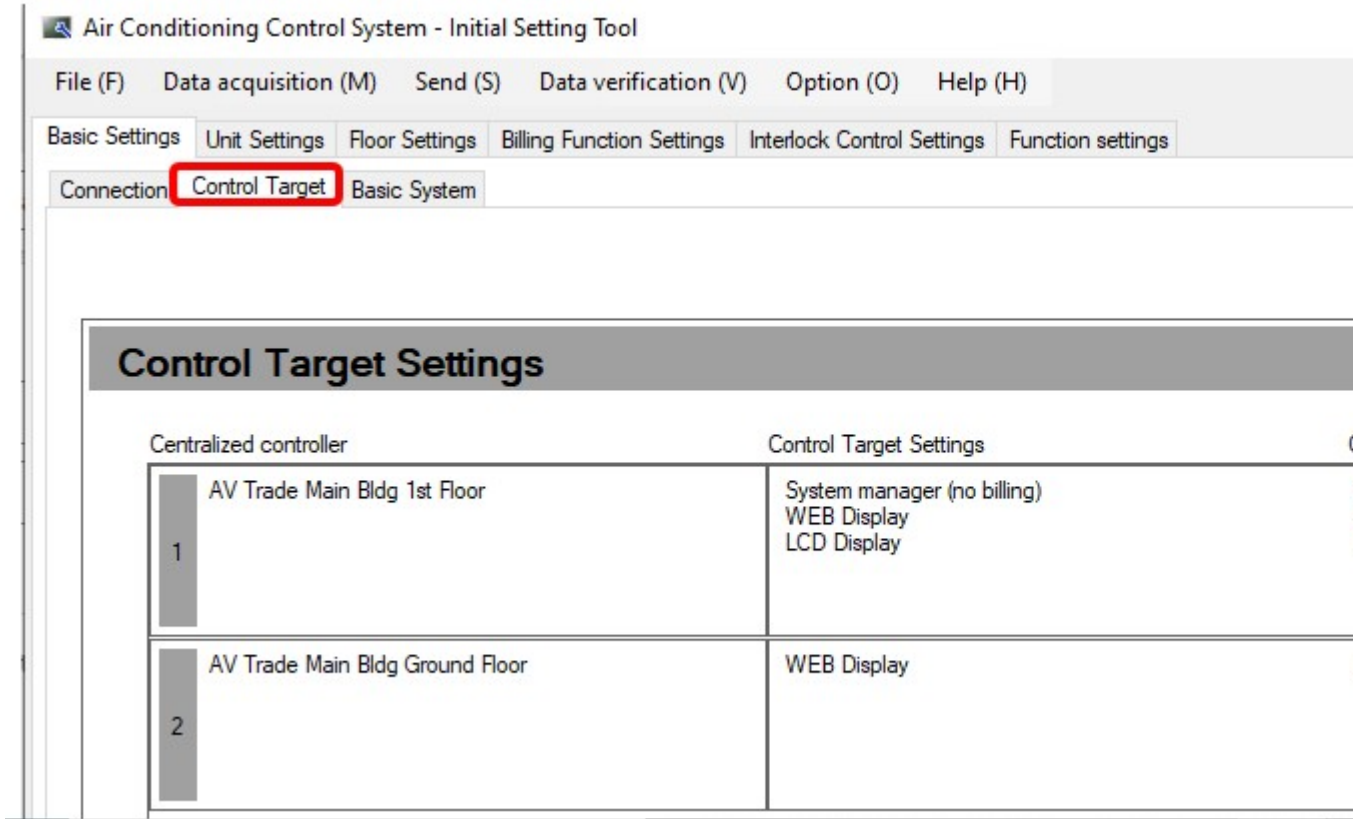 Air Conditioning Control System - Initial Setting Tool
File (F) Data acquisition (M) Send (S) Data verification (V) Option (O) Help (H)
Basic Settings Unit Settings Floor Settings Billing Function Settings Interlock Control Settings Function settings
Connection Control Target Basic System
Control Target Settings
Centralized controller Control Target Settings
1
AV Trade Main Bldg 1st Floor
System manager (no billing)
WEB Display
LCD Display
2
AV Trade Main Bldg Ground Floor
WEB Display